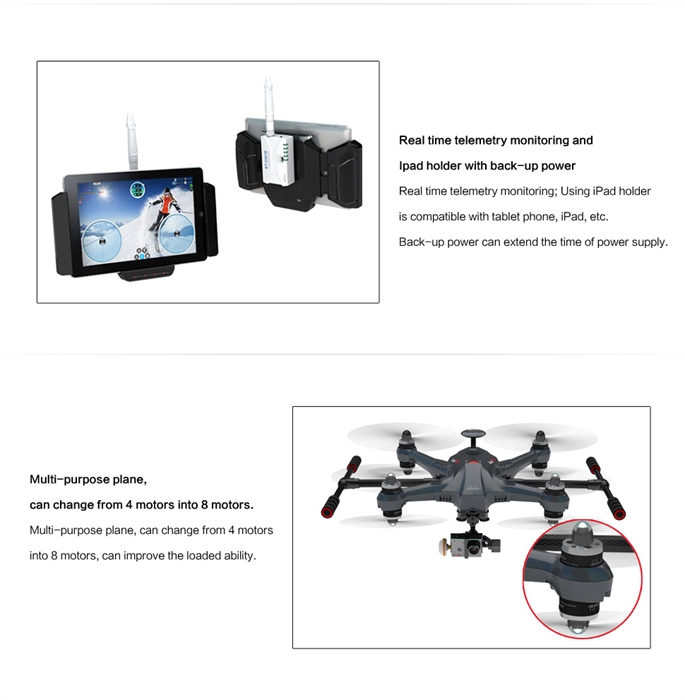 Real time telemetry monitoring and
Ipad holder with back-up power
Real time telemetry monitoring; Using iPad holder
is compatible with tablet phone, iPad, etc.
Back-up power can extend the time of power supply.
Multi-purpose plane,
can change from 4 motors into 8 motors.
Multi-purpose plane, can change from 4 motors
into 8 motors, can improve the loaded ability.